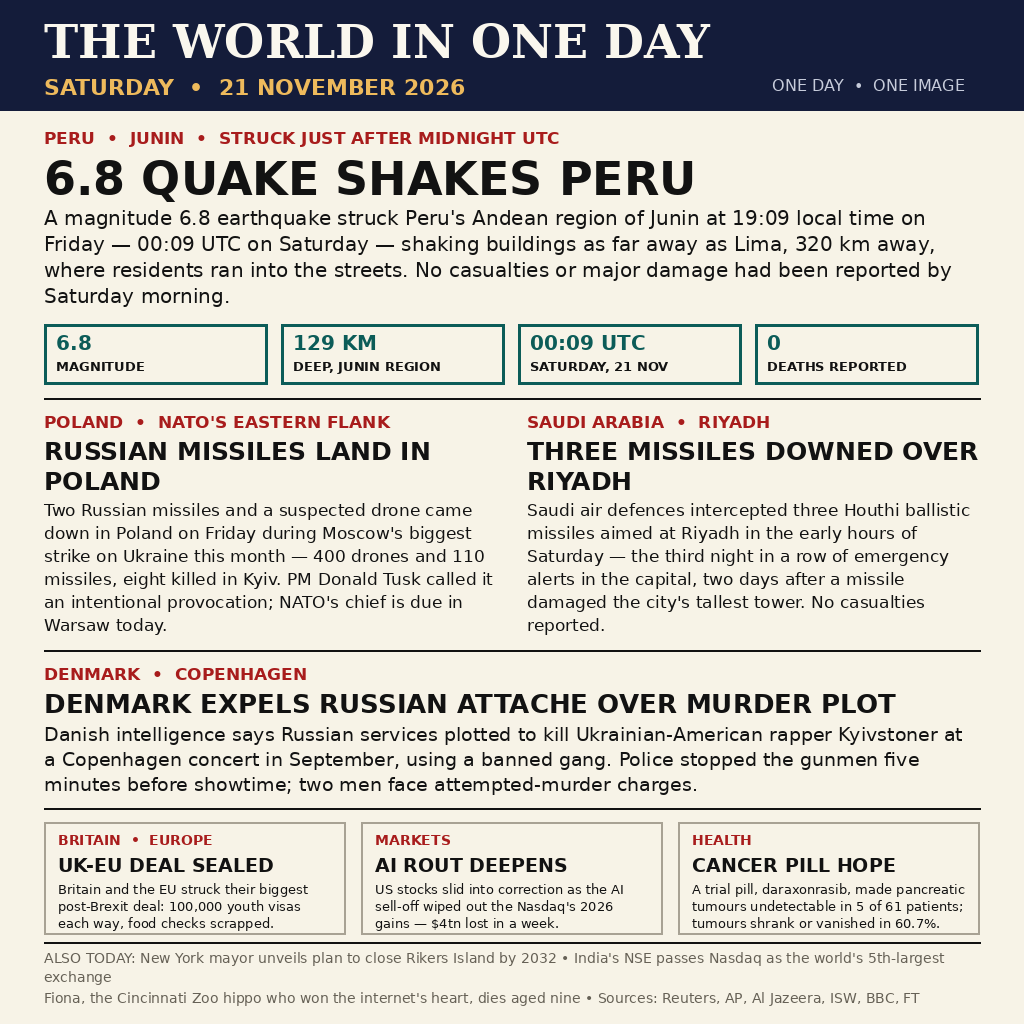 THE WORLD IN ONE DAY
SATURDAY • 21 NOVEMBER 2026
ONE DAY • ONE IMAGE
PERU • JUNIN • STRUCK JUST AFTER MIDNIGHT UTC
6.8 QUAKE SHAKES PERU
A magnitude 6.8 earthquake struck Peru's Andean region of Junin at 19:09 local time on
Friday — 00:09 UTC on Saturday — shaking buildings as far away as Lima, 320 km away,
where residents ran into the streets. No casualties or major damage had been reported by
Saturday morning.
6.8
MAGNITUDE
129 KM
DEEP, JUNIN REGION
00:09 UTC
SATURDAY, 21 NOV
0
DEATHS REPORTED
POLAND • NATO'S EASTERN FLANK
RUSSIAN MISSILES LAND IN
POLAND
Two Russian missiles and a suspected drone came
down in Poland on Friday during Moscow's biggest
strike on Ukraine this month — 400 drones and 110
missiles, eight killed in Kyiv. PM Donald Tusk called it
an intentional provocation; NATO's chief is due in
Warsaw today.
SAUDI ARABIA • RIYADH
THREE MISSILES DOWNED OVER
RIYADH
Saudi air defences intercepted three Houthi ballistic
missiles aimed at Riyadh in the early hours of
Saturday — the third night in a row of emergency
alerts in the capital, two days after a missile
damaged the city's tallest tower. No casualties
reported.
DENMARK • COPENHAGEN
DENMARK EXPELS RUSSIAN ATTACHE OVER MURDER PLOT
Danish intelligence says Russian services plotted to kill Ukrainian-American rapper Kyivstoner at
a Copenhagen concert in September, using a banned gang. Police stopped the gunmen five
minutes before showtime; two men face attempted-murder charges.
BRITAIN • EUROPE
UK-EU DEAL SEALED
Britain and the EU struck their biggest
post-Brexit deal: 100,000 youth visas
each way, food checks scrapped.
MARKETS
AI ROUT DEEPENS
US stocks slid into correction as the AI
sell-off wiped out the Nasdaq's 2026
gains — $4tn lost in a week.
HEALTH
CANCER PILL HOPE
A trial pill, daraxonrasib, made pancreatic
tumours undetectable in 5 of 61 patients;
tumours shrank or vanished in 60.7%.
ALSO TODAY: New York mayor unveils plan to close Rikers Island by 2032 • India's NSE passes Nasdaq as the world's 5th-largest
exchange
Fiona, the Cincinnati Zoo hippo who won the internet's heart, dies aged nine • Sources: Reuters, AP, Al Jazeera, ISW, BBC, FT